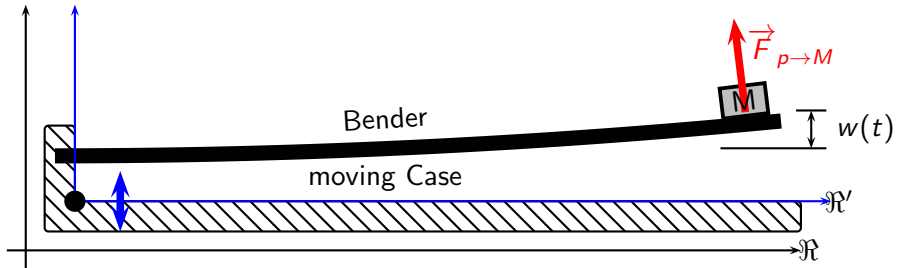 F⃗ p→M
M
Bender
w(t)
moving Case
ℜ'
ℜ